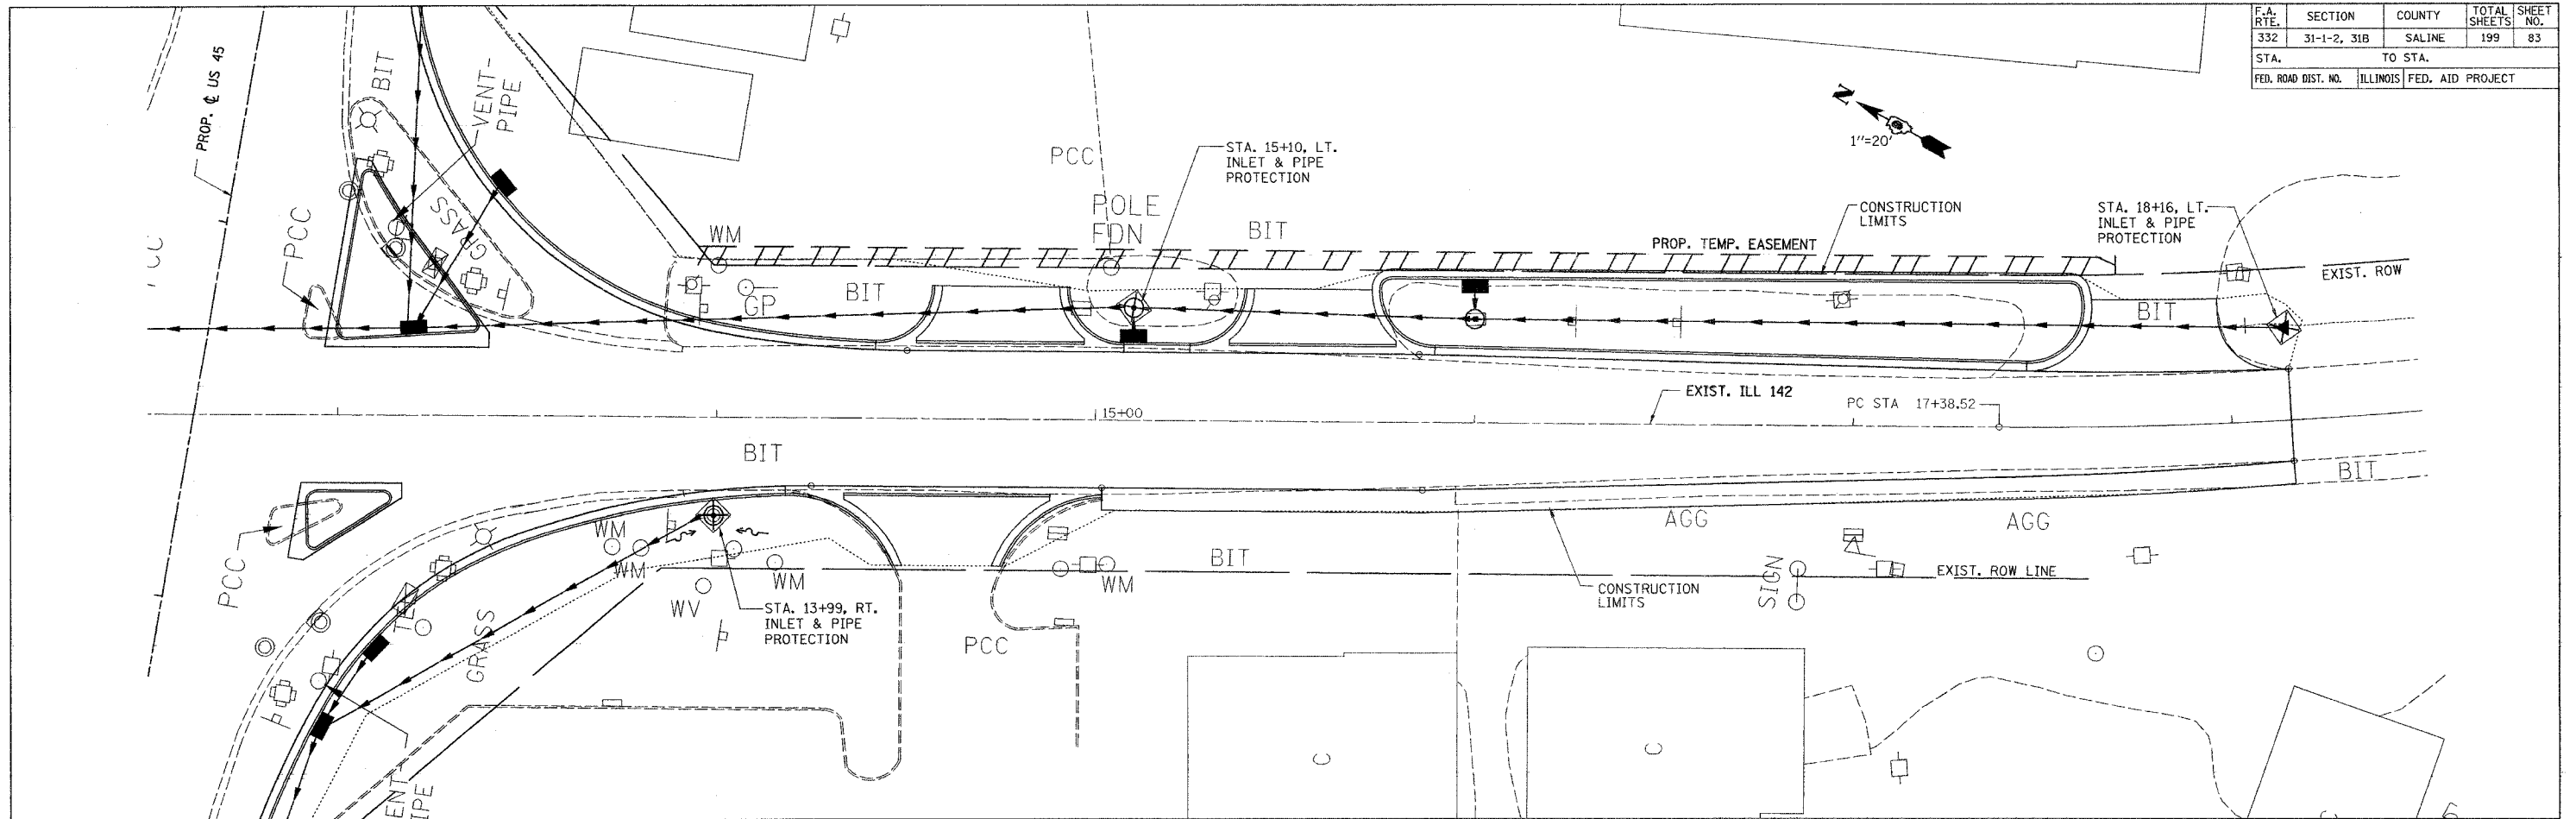 F.A. RTE. SECTION COUNTY TOTAL SHEETS SHEET NO.
332 31-1-2, 31B SALINE 199 83
STA. TO STA.
FED. ROAD DIST. NO. ILLINOIS FED. AID PROJECT
PROP. ℄ US 45
BIT
VENT-
PIPE
N
1"=20'
PCC
STA. 15+10, LT.
INLET & PIPE
PROTECTION
GRASS
PCC
POLE
FDN
CONSTRUCTION
LIMITS
STA. 18+16, LT.
INLET & PIPE
PROTECTION
WM
BIT
PROP. TEMP. EASEMENT
EXIST. ROW
GP
BIT
BIT
EXIST. ILL 142
PC STA 17+38.52
15+00
BIT
BIT
AGG
AGG
PCC
WM
WM
WM
WM
BIT
EXIST. ROW LINE
SIGN
CONSTRUCTION
LIMITS
WV
STA. 13+99, RT.
INLET & PIPE
PROTECTION
GRASS
PCC
C
C